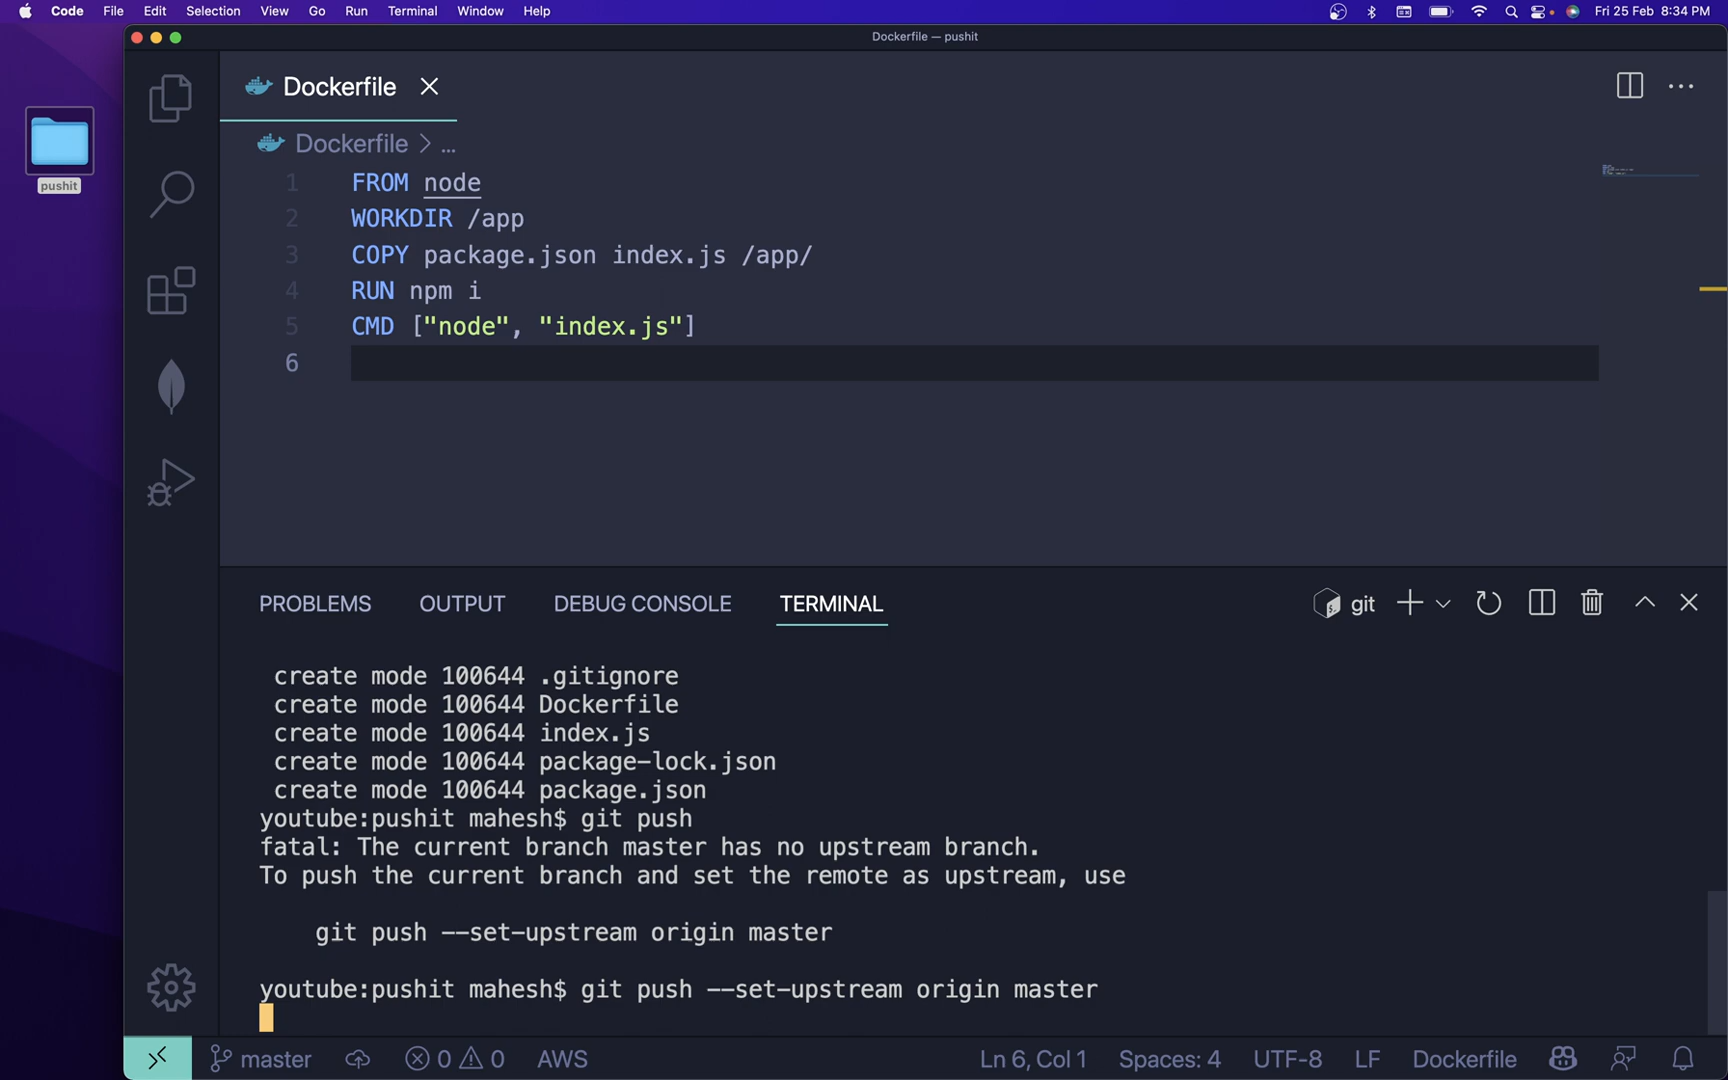 Code File Edit Selection View Go Run Terminal Window Help Fri 25 Feb 8:34 PM
Dockerfile — pushit
pushit
Dockerfile
Dockerfile > ...
1 FROM node
2 WORKDIR /app
3 COPY package.json index.js /app/
4 RUN npm i
5 CMD ["node", "index.js"]
6
PROBLEMS OUTPUT DEBUG CONSOLE TERMINAL git
create mode 100644 .gitignore
create mode 100644 Dockerfile
create mode 100644 index.js
create mode 100644 package-lock.json
create mode 100644 package.json
youtube:pushit mahesh$ git push
fatal: The current branch master has no upstream branch.
To push the current branch and set the remote as upstream, use
git push --set-upstream origin master
youtube:pushit mahesh$ git push --set-upstream origin master
master 0 0 AWS Ln 6, Col 1 Spaces: 4 UTF-8 LF Dockerfile